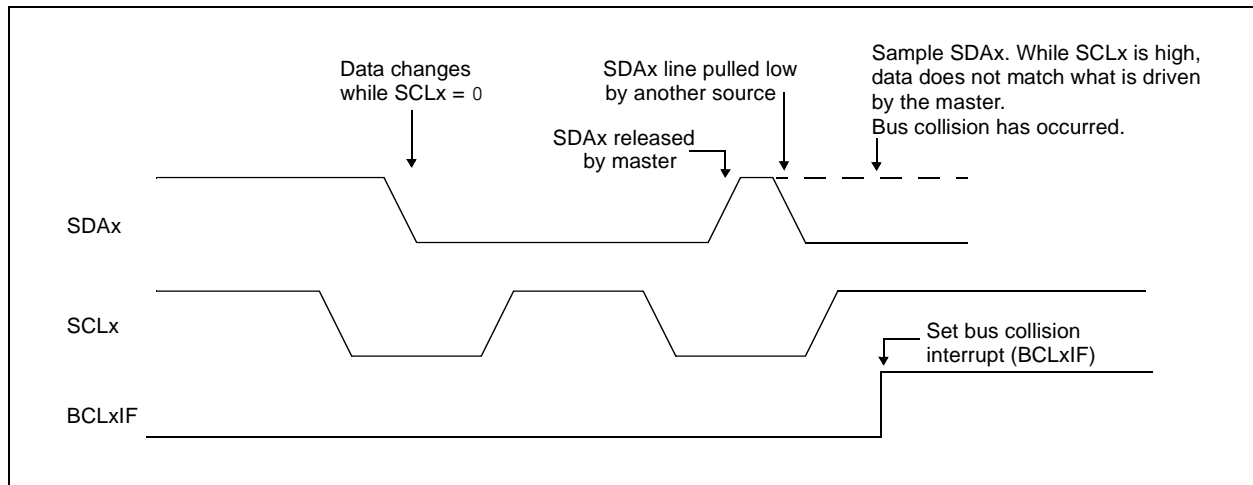 Data changes
while SCLx = 0
SDAx line pulled low
by another source
SDAx released
by master
Sample SDAx. While SCLx is high,
data does not match what is driven
by the master.
Bus collision has occurred.
SDAx
SCLx
Set bus collision
interrupt (BCLxIF)
BCLxIF